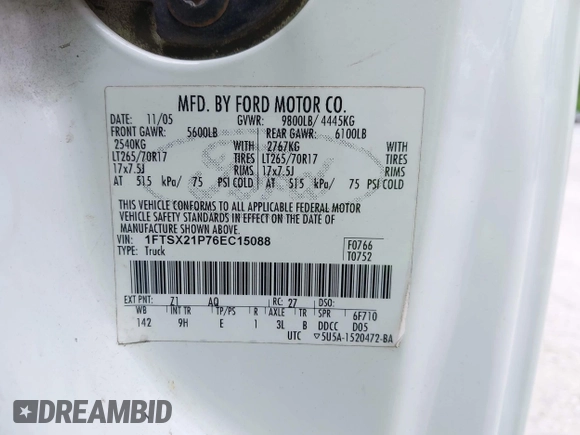 MFD. BY FORD MOTOR CO.
DATE: 11/05 GVWR: 9800LB/ 4445KG
FRONT GAWR: 5600LB REAR GAWR: 6100LB
2540KG WITH 2767KG WITH
LT265/70R17 TIRES LT265/70R17 TIRES
17x7.5J RIMS 17x7.5J RIMS
AT 515 kPa/ 75 PSI COLD AT 515 kPa/ 75 PSI COLD
THIS VEHICLE CONFORMS TO ALL APPLICABLE FEDERAL MOTOR
VEHICLE SAFETY STANDARDS IN EFFECT ON THE DATE OF
MANUFACTURE SHOWN ABOVE.
VIN: 1FTSX21P76EC15088 F0766
TYPE: Truck T0752
EXT PNT: Z1 AQ RC: 27 DSO:
WB INT TR TP/PS R AXLE TR SPR 6F710
142 9H E 1 3L B DDCC D05
UTC ▽5U5A-1520472-BA
DREAMBID